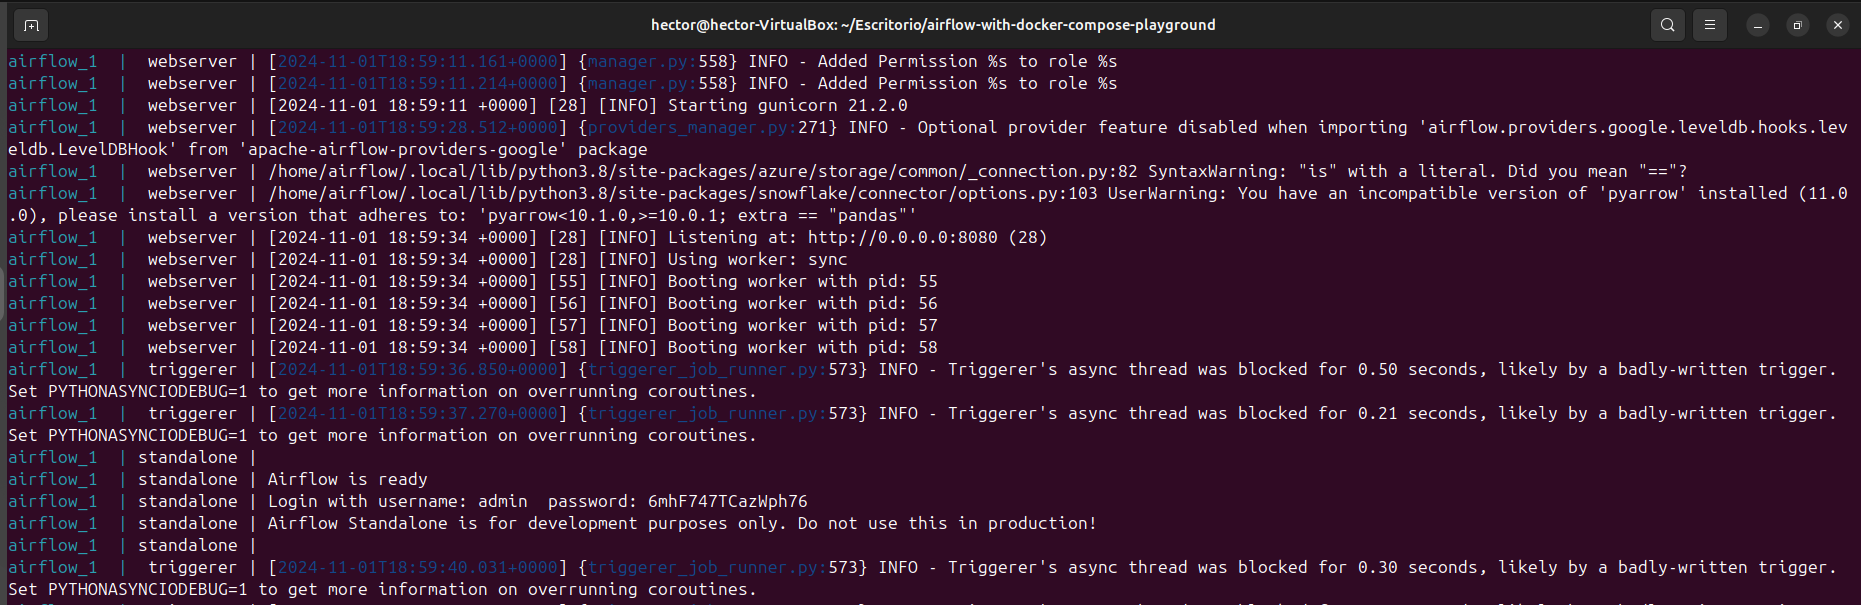 hector@hector-VirtualBox: ~/Escritorio/airflow-with-docker-compose-playground
airflow_1  |  webserver | [2024-11-01T18:59:11.161+0000] {manager.py:558} INFO - Added Permission %s to role %s
airflow_1  |  webserver | [2024-11-01T18:59:11.214+0000] {manager.py:558} INFO - Added Permission %s to role %s
airflow_1  |  webserver | [2024-11-01 18:59:11 +0000] [28] [INFO] Starting gunicorn 21.2.0
airflow_1  |  webserver | [2024-11-01T18:59:28.512+0000] {providers_manager.py:271} INFO - Optional provider feature disabled when importing 'airflow.providers.google.leveldb.hooks.lev
eldb.LevelDBHook' from 'apache-airflow-providers-google' package
airflow_1  |  webserver | /home/airflow/.local/lib/python3.8/site-packages/azure/storage/common/_connection.py:82 SyntaxWarning: "is" with a literal. Did you mean "=="?
airflow_1  |  webserver | /home/airflow/.local/lib/python3.8/site-packages/snowflake/connector/options.py:103 UserWarning: You have an incompatible version of 'pyarrow' installed (11.0
.0), please install a version that adheres to: 'pyarrow<10.1.0,>=10.0.1; extra == "pandas"'
airflow_1  |  webserver | [2024-11-01 18:59:34 +0000] [28] [INFO] Listening at: http://0.0.0.0:8080 (28)
airflow_1  |  webserver | [2024-11-01 18:59:34 +0000] [28] [INFO] Using worker: sync
airflow_1  |  webserver | [2024-11-01 18:59:34 +0000] [55] [INFO] Booting worker with pid: 55
airflow_1  |  webserver | [2024-11-01 18:59:34 +0000] [56] [INFO] Booting worker with pid: 56
airflow_1  |  webserver | [2024-11-01 18:59:34 +0000] [57] [INFO] Booting worker with pid: 57
airflow_1  |  webserver | [2024-11-01 18:59:34 +0000] [58] [INFO] Booting worker with pid: 58
airflow_1  |  triggerer | [2024-11-01T18:59:36.850+0000] {triggerer_job_runner.py:573} INFO - Triggerer's async thread was blocked for 0.50 seconds, likely by a badly-written trigger.
Set PYTHONASYNCIODEBUG=1 to get more information on overrunning coroutines.
airflow_1  |  triggerer | [2024-11-01T18:59:37.270+0000] {triggerer_job_runner.py:573} INFO - Triggerer's async thread was blocked for 0.21 seconds, likely by a badly-written trigger.
Set PYTHONASYNCIODEBUG=1 to get more information on overrunning coroutines.
airflow_1  | standalone |
airflow_1  | standalone | Airflow is ready
airflow_1  | standalone | Login with username: admin  password: 6mhF747TCazWph76
airflow_1  | standalone | Airflow Standalone is for development purposes only. Do not use this in production!
airflow_1  | standalone |
airflow_1  |  triggerer | [2024-11-01T18:59:40.031+0000] {triggerer_job_runner.py:573} INFO - Triggerer's async thread was blocked for 0.30 seconds, likely by a badly-written trigger.
Set PYTHONASYNCIODEBUG=1 to get more information on overrunning coroutines.